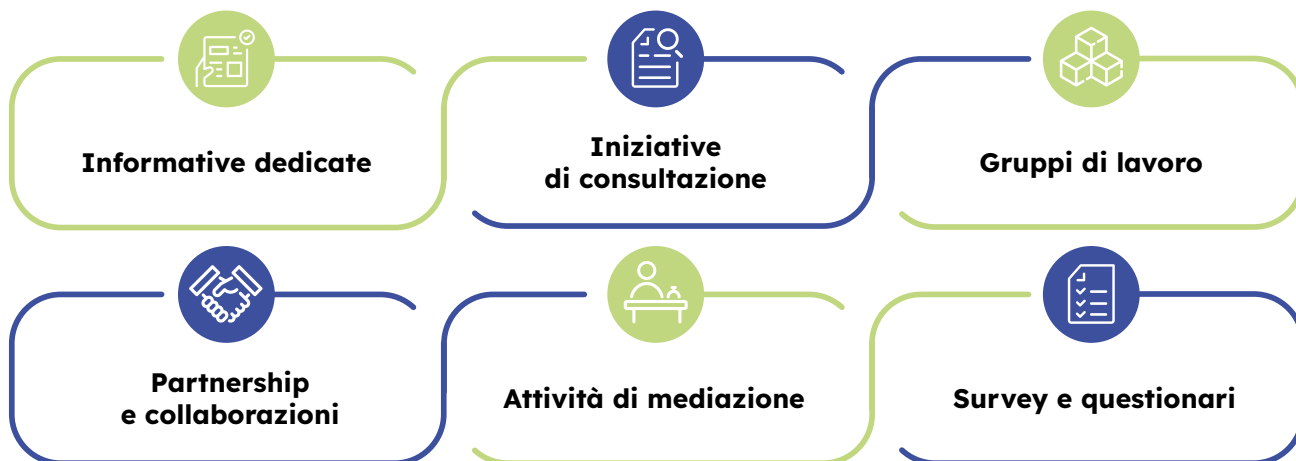 Informative dedicate
Iniziative
di consultazione
Gruppi di lavoro
Partnership
e collaborazioni
Attività di mediazione
Survey e questionari